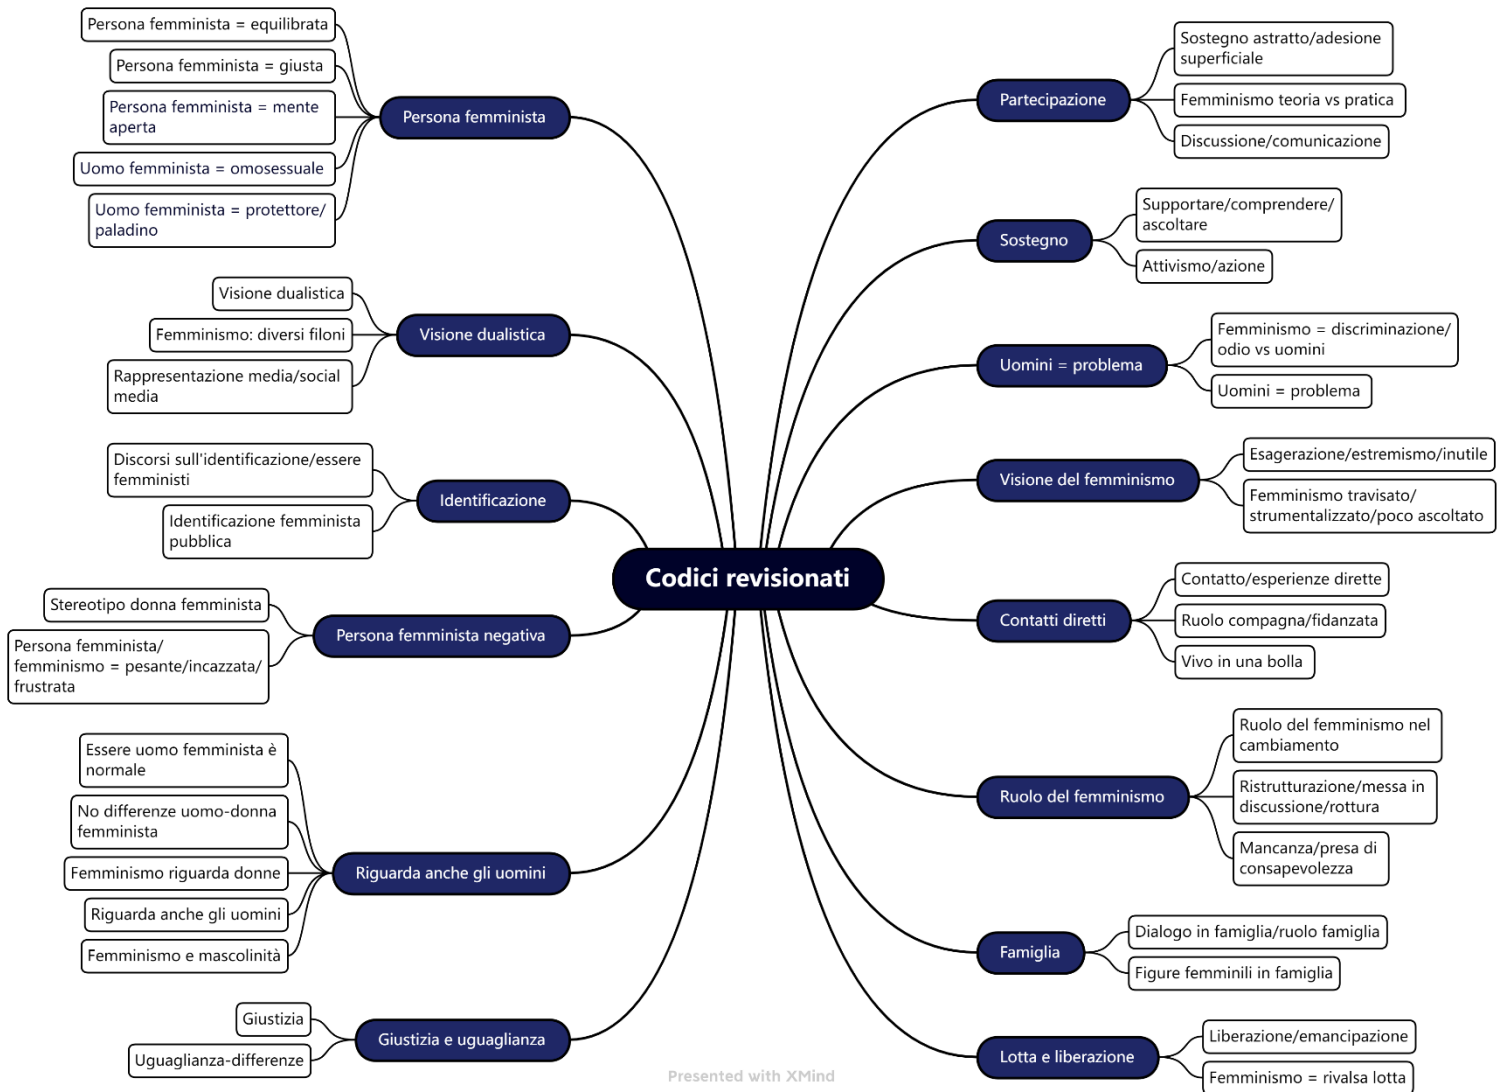 Codici revisionati
Partecipazione
Sostegno astratto/adesione
superficiale
Femminismo teoria vs pratica
Discussione/comunicazione
Sostegno
Supportare/comprendere/
ascoltare
Attivismo/azione
Uomini = problema
Femminismo = discriminazione/
odio vs uomini
Uomini = problema
Visione del femminismo
Esagerazione/estremismo/inutile
Femminismo travisato/
strumentalizzato/poco ascoltato
Contatti diretti
Contatto/esperienze dirette
Ruolo compagna/fidanzata
Vivo in una bolla
Ruolo del femminismo
Ruolo del femminismo nel
cambiamento
Ristrutturazione/messa in
discussione/rottura
Mancanza/presa di
consapevolezza
Famiglia
Dialogo in famiglia/ruolo famiglia
Figure femminili in famiglia
Lotta e liberazione
Liberazione/emancipazione
Femminismo = rivalsa lotta
Persona femminista
Persona femminista = equilibrata
Persona femminista = giusta
Persona femminista = mente
aperta
Uomo femminista = omosessuale
Uomo femminista = protettore/
paladino
Visione dualistica
Visione dualistica
Femminismo: diversi filoni
Rappresentazione media/social
media
Identificazione
Discorsi sull'identificazione/essere
femministi
Identificazione femminista
pubblica
Persona femminista negativa
Stereotipo donna femminista
Persona femminista/
femminismo = pesante/incazzata/
frustrata
Riguarda anche gli uomini
Essere uomo femminista è
normale
No differenze uomo-donna
femminista
Femminismo riguarda donne
Riguarda anche gli uomini
Femminismo e mascolinità
Giustizia e uguaglianza
Giustizia
Uguaglianza-differenze
Presented with XMind